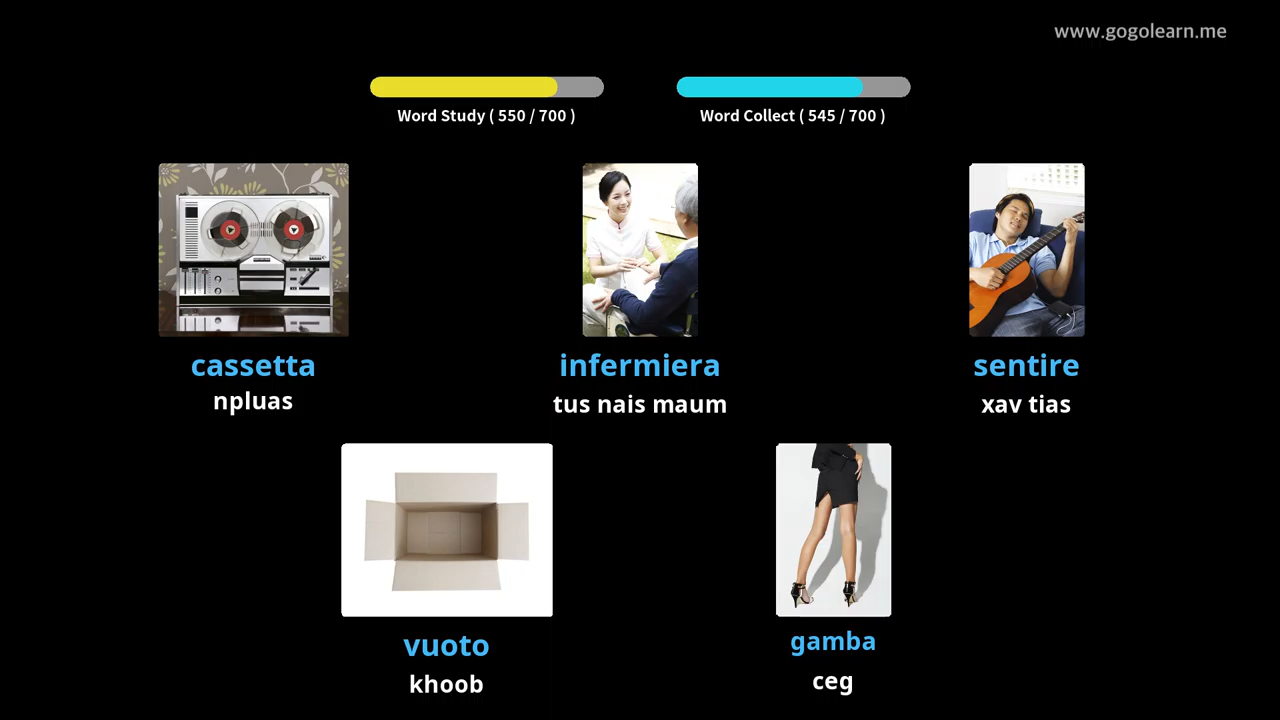 www.gogolearn.me
Word Study ( 550 / 700 )
Word Collect ( 545 / 700 )
cassetta
npluas
infermiera
tus nais maum
sentire
xav tias
vuoto
khoob
gamba
ceg